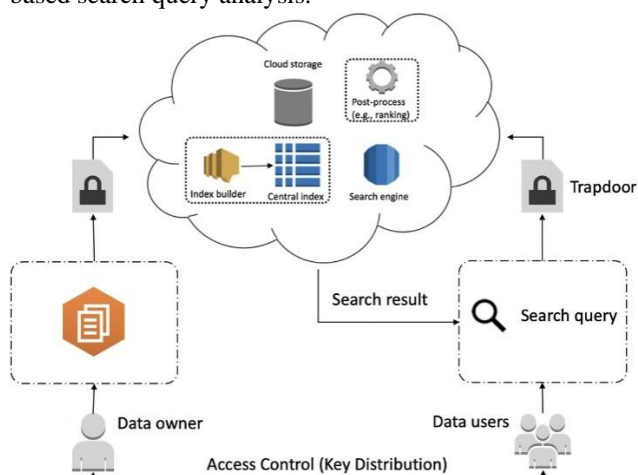 based search query analysis.
Cloud storage
Post-process
(e.g., ranking)
Index builder
Central index
Search engine
Trapdoor
Search result
Search query
Data owner
Data users
Access Control (Key Distribution)